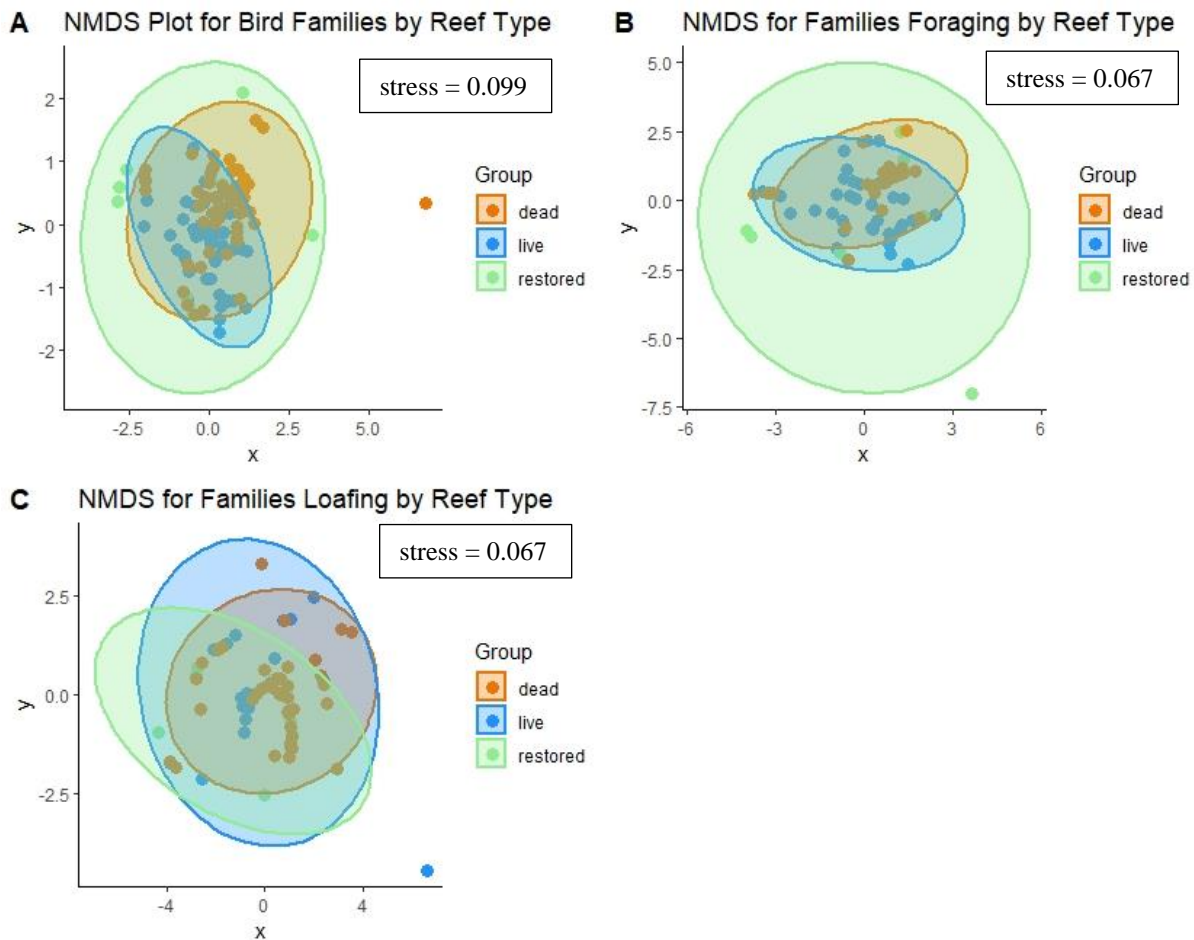 A NMDS Plot for Bird Families by Reef Type
stress = 0.099
2
1
0
-1
-2
y
-2.5 0.0 2.5 5.0
x
Group
dead
live
restored
B NMDS for Families Foraging by Reef Type
stress = 0.067
5.0
2.5
0.0
-2.5
-5.0
-7.5
y
-6 -3 0 3 6
x
Group
dead
live
restored
C NMDS for Families Loafing by Reef Type
stress = 0.067
2.5
0.0
-2.5
y
-4 0 4
x
Group
dead
live
restored